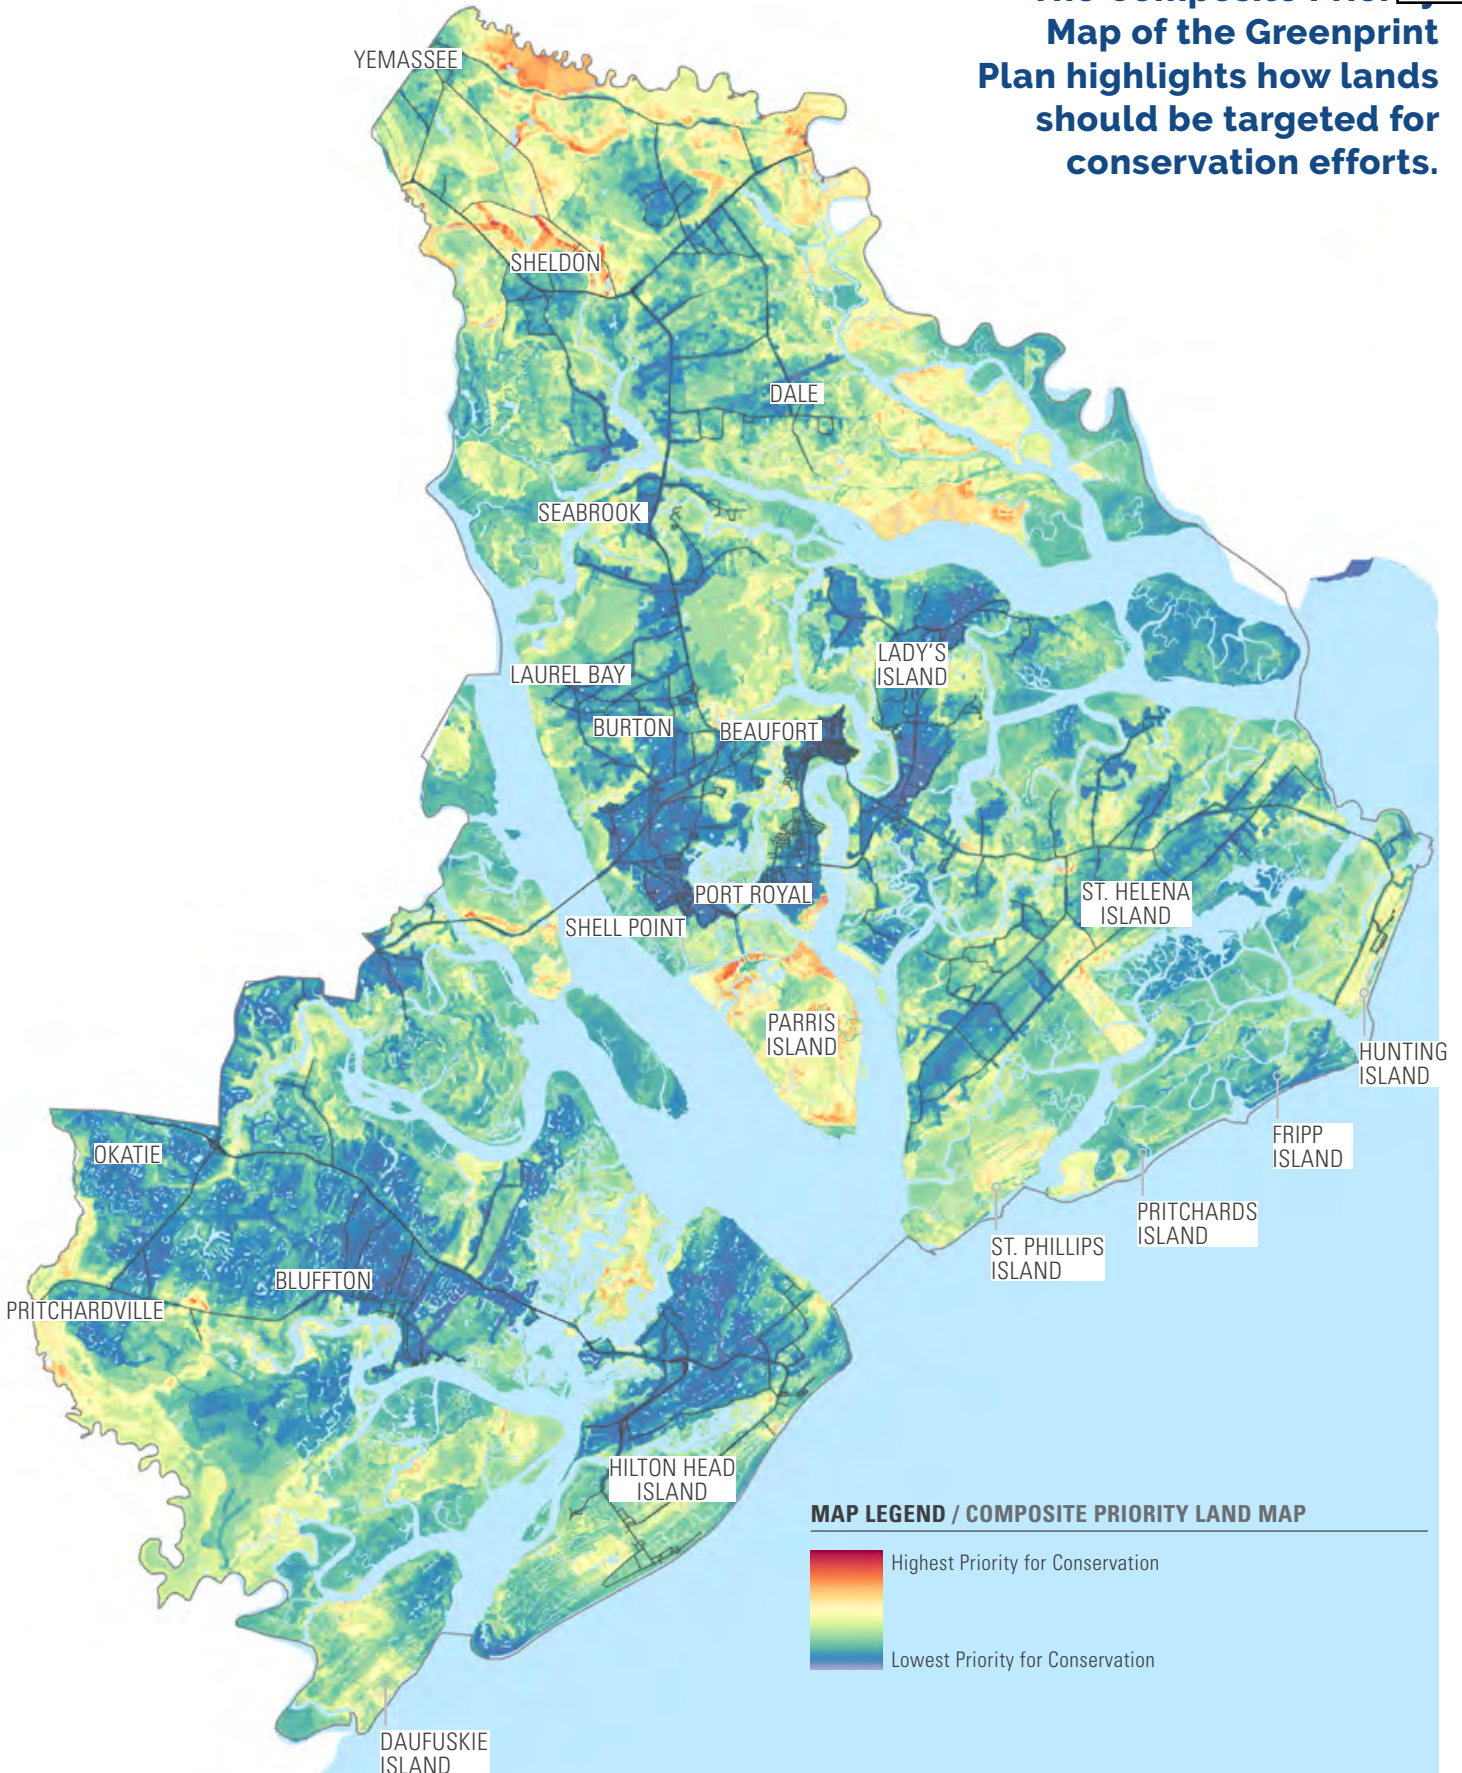 The Composite Priority
Map of the Greenprint
Plan highlights how lands
should be targeted for
conservation efforts.
YEMASSEE
SHELDON
DALE
SEABROOK
LADY'S
ISLAND
LAUREL BAY
BURTON
BEAUFORT
PORT ROYAL
ST. HELENA
ISLAND
SHELL POINT
PARRIS
ISLAND
HUNTING
ISLAND
FRIPP
ISLAND
OKATIE
PRITCHARDS
ISLAND
ST. PHILLIPS
ISLAND
BLUFFTON
PRITCHARDVILLE
HILTON HEAD
ISLAND
MAP LEGEND / COMPOSITE PRIORITY LAND MAP
Highest Priority for Conservation
Lowest Priority for Conservation
DAUFUSKIE
ISLAND